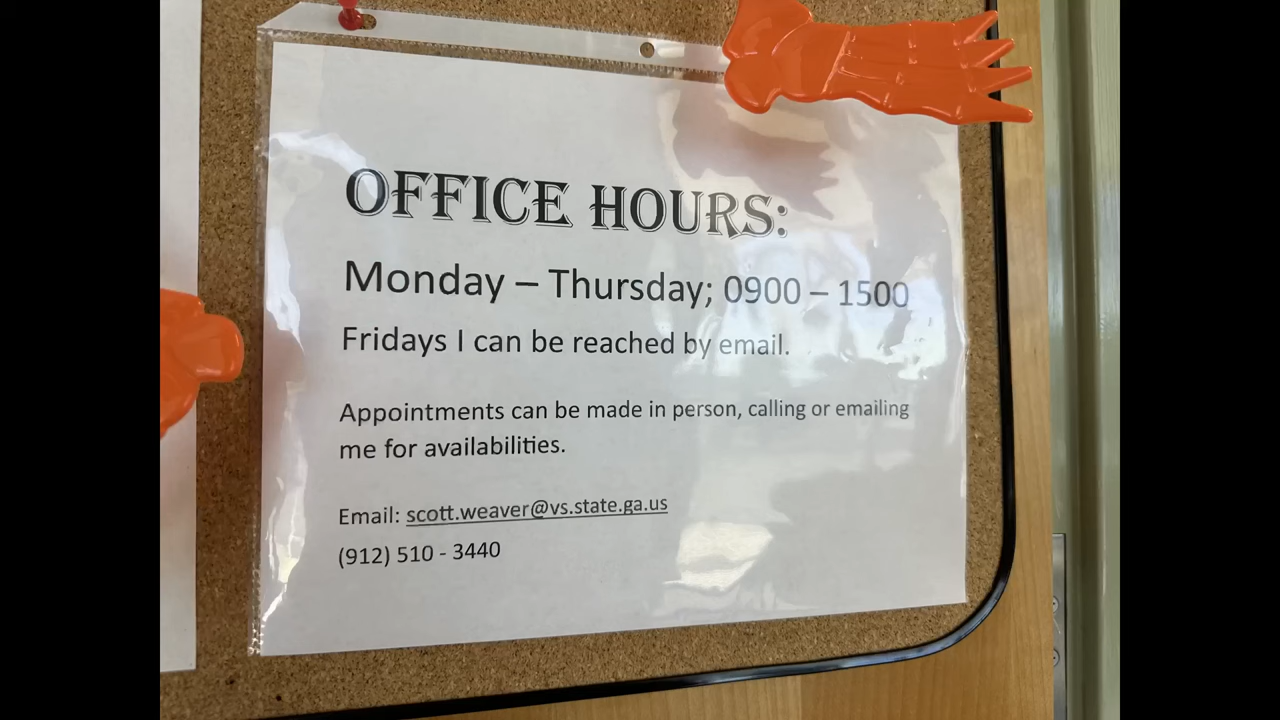 OFFICE HOURS:
Monday – Thursday; 0900 – 1500
Fridays I can be reached by email.
Appointments can be made in person, calling or emailing
me for availabilities.
Email: scott.weaver@vs.state.ga.us
(912) 510 - 3440